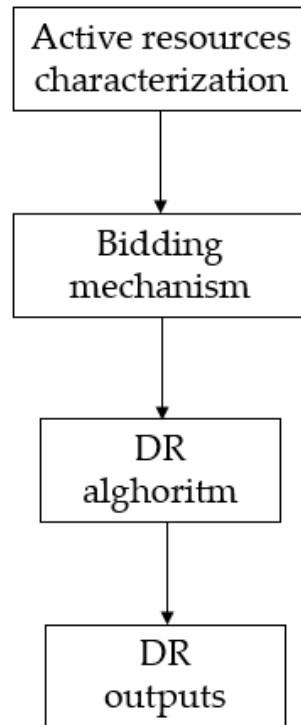 Active resources
characterization
Bidding
mechanism
DR
alghoritm
DR
outputs